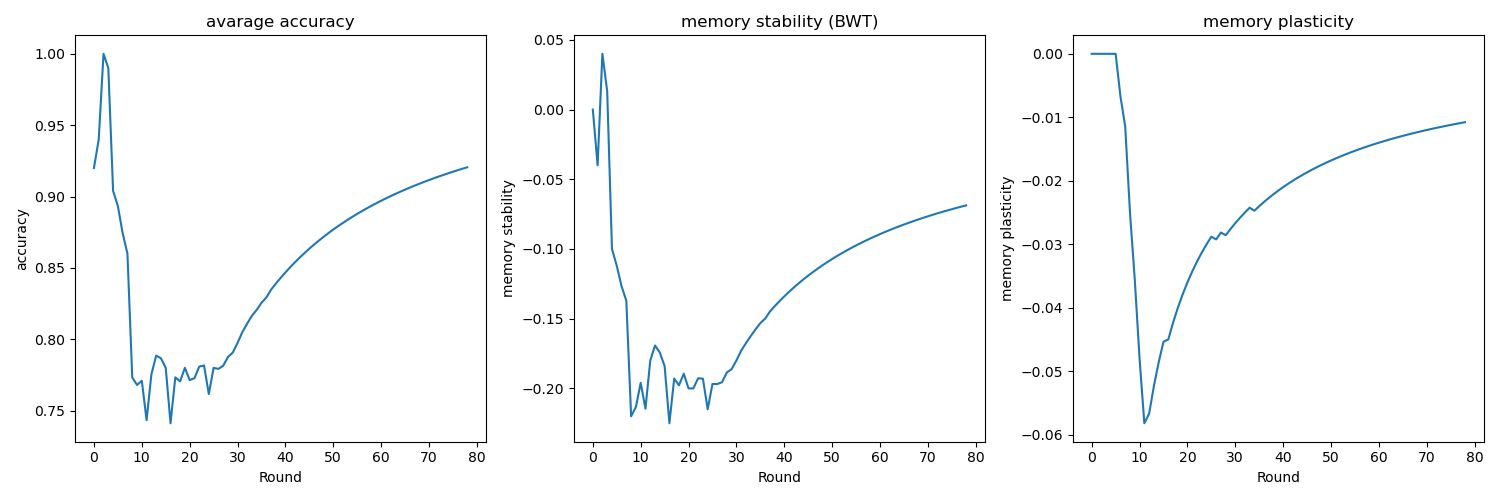 avarage accuracy
accuracy
1.00
0.95
0.90
0.85
0.80
0.75
0 10 20 30 40 50 60 70 80
Round
memory stability (BWT)
memory stability
0.05
0.00
−0.05
−0.10
−0.15
−0.20
0 10 20 30 40 50 60 70 80
Round
memory plasticity
memory plasticity
0.00
−0.01
−0.02
−0.03
−0.04
−0.05
−0.06
0 10 20 30 40 50 60 70 80
Round